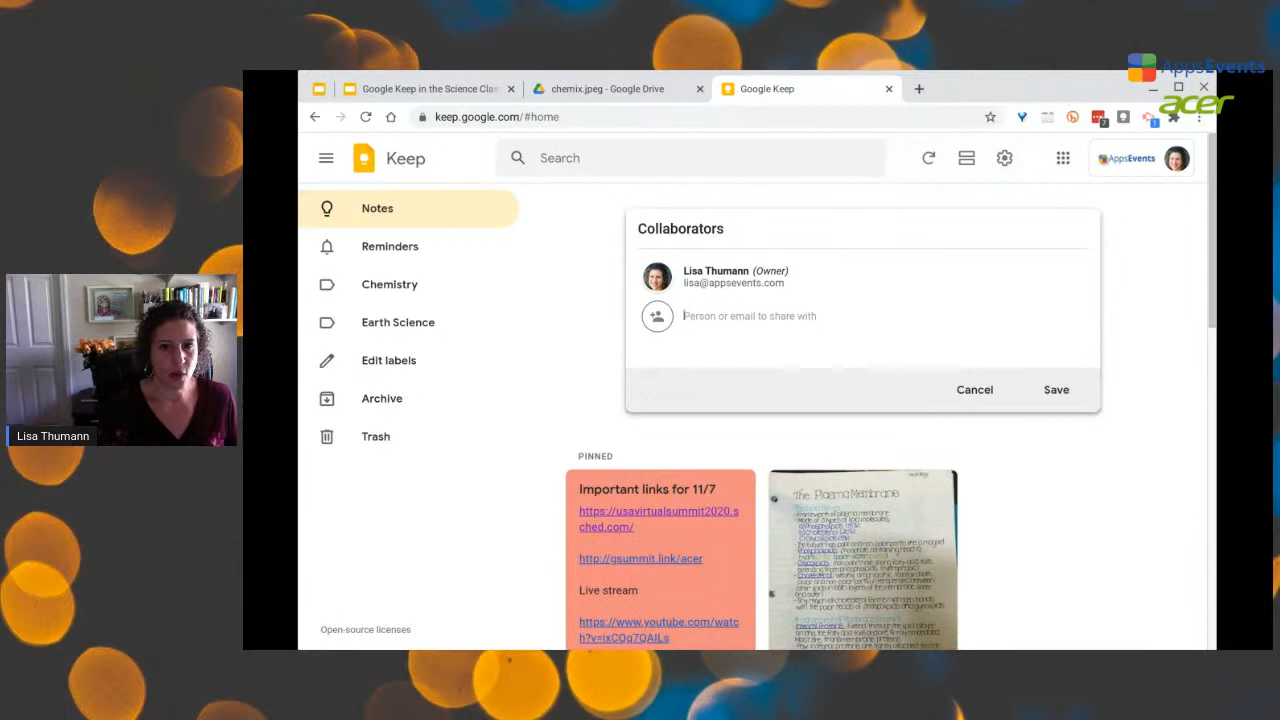 AppsEvents
acer
Google Keep in the Science Clas
chemix.jpeg - Google Drive
Google Keep
keep.google.com/#home
7
1
Keep
Search
AppsEvents
Notes
Reminders
Chemistry
Earth Science
Edit labels
Archive
Trash
Open-source licenses
Collaborators
Lisa Thumann (Owner)
lisa@appsevents.com
Person or email to share with
Cancel
Save
PINNED
Important links for 11/7
https://usavirtualsummit2020.s
ched.com/
http://gsummit.link/acer
Live stream
https://www.youtube.com/watc
h?v=ixCQq7QAILs
The Plasma Membrane
Lisa Thumann